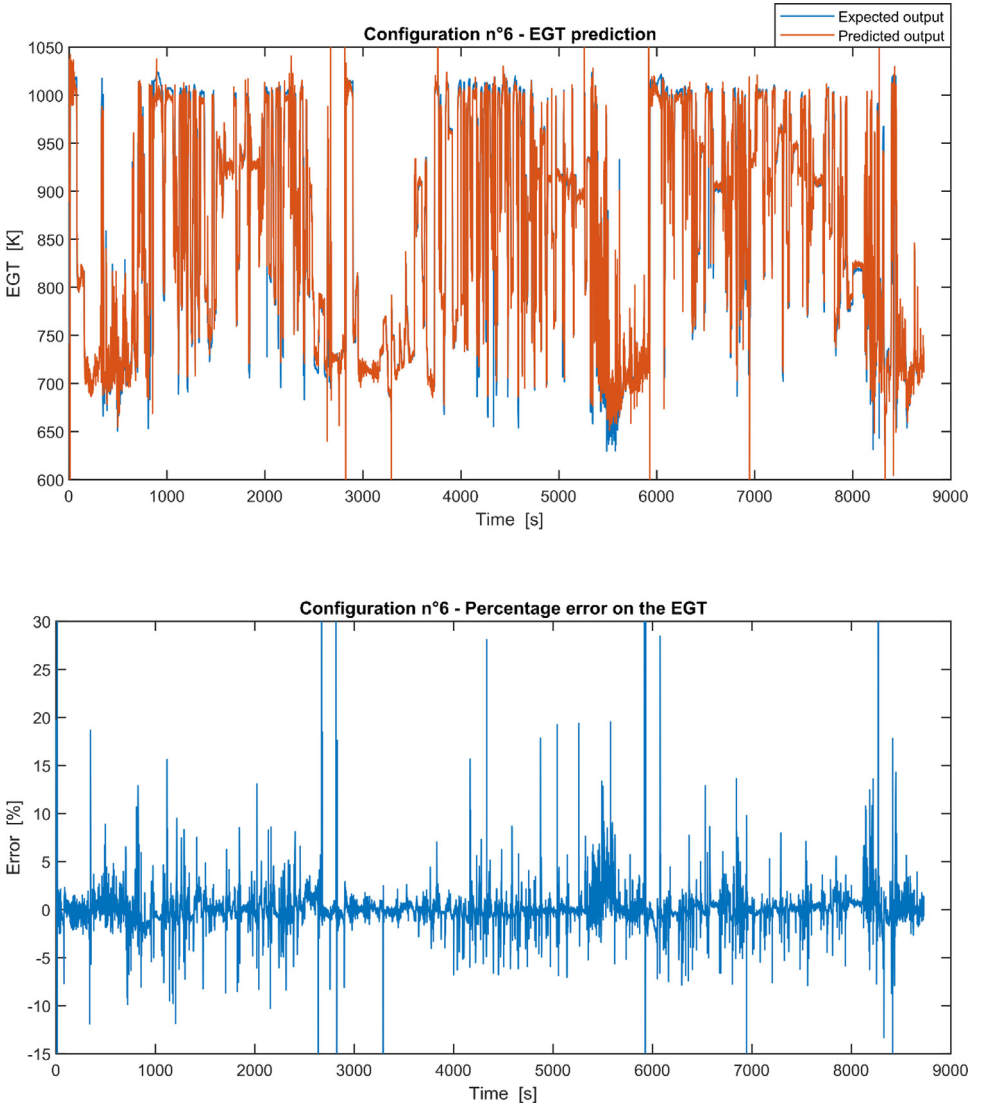 Configuration n°6 - EGT prediction
Expected output
Predicted output
1050
1000
950
900
850
800
750
700
650
600
EGT [K]
0 1000 2000 3000 4000 5000 6000 7000 8000 9000
Time [s]
Configuration n°6 - Percentage error on the EGT
30
25
20
15
10
5
0
-5
-10
-15
Error [%]
0 1000 2000 3000 4000 5000 6000 7000 8000 9000
Time [s]